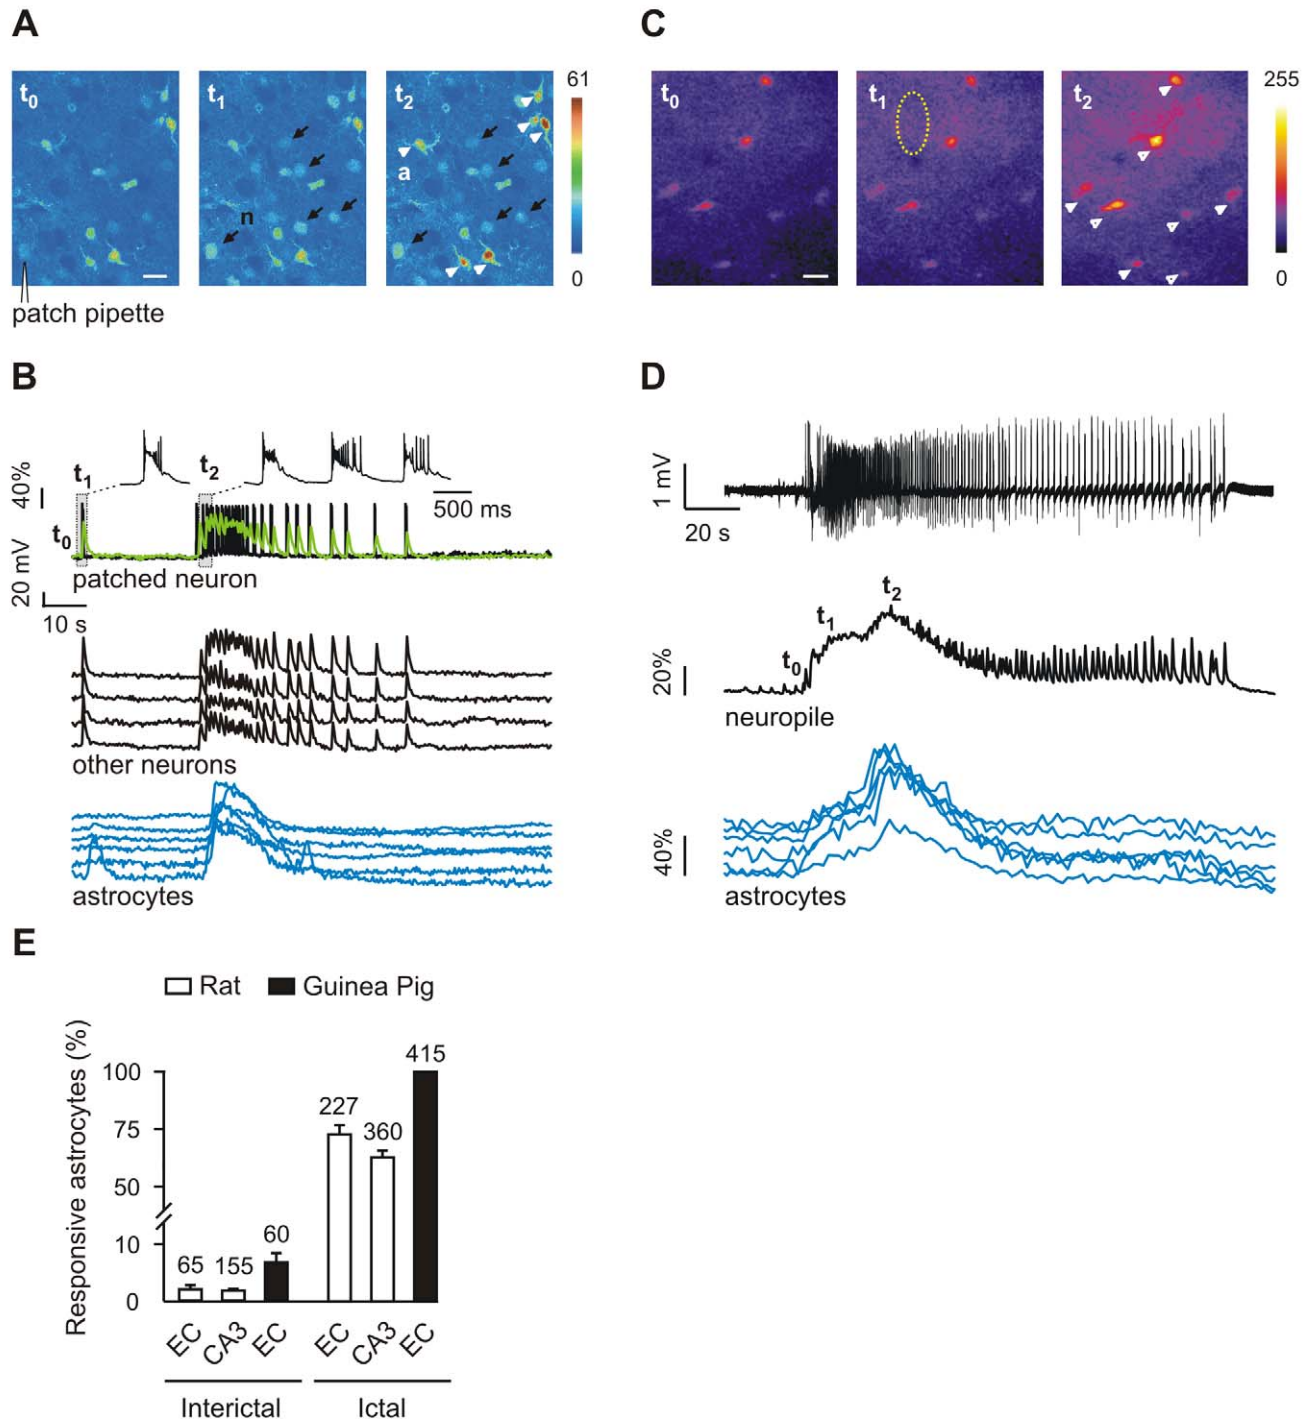 A
t0
t1
n
t2
a
61
0
patch pipette
B
40%
20 mV
t1
t2
t0
500 ms
patched neuron
10 s
other neurons
astrocytes
C
t0
t1
t2
255
0
D
1 mV
20 s
t0
t1
t2
20%
neuropile
40%
astrocytes
E
Rat
Guinea Pig
Responsive astrocytes (%)
100
75
50
10
0
65
155
60
227
360
415
EC
CA3
EC
EC
CA3
EC
Interictal
Ictal